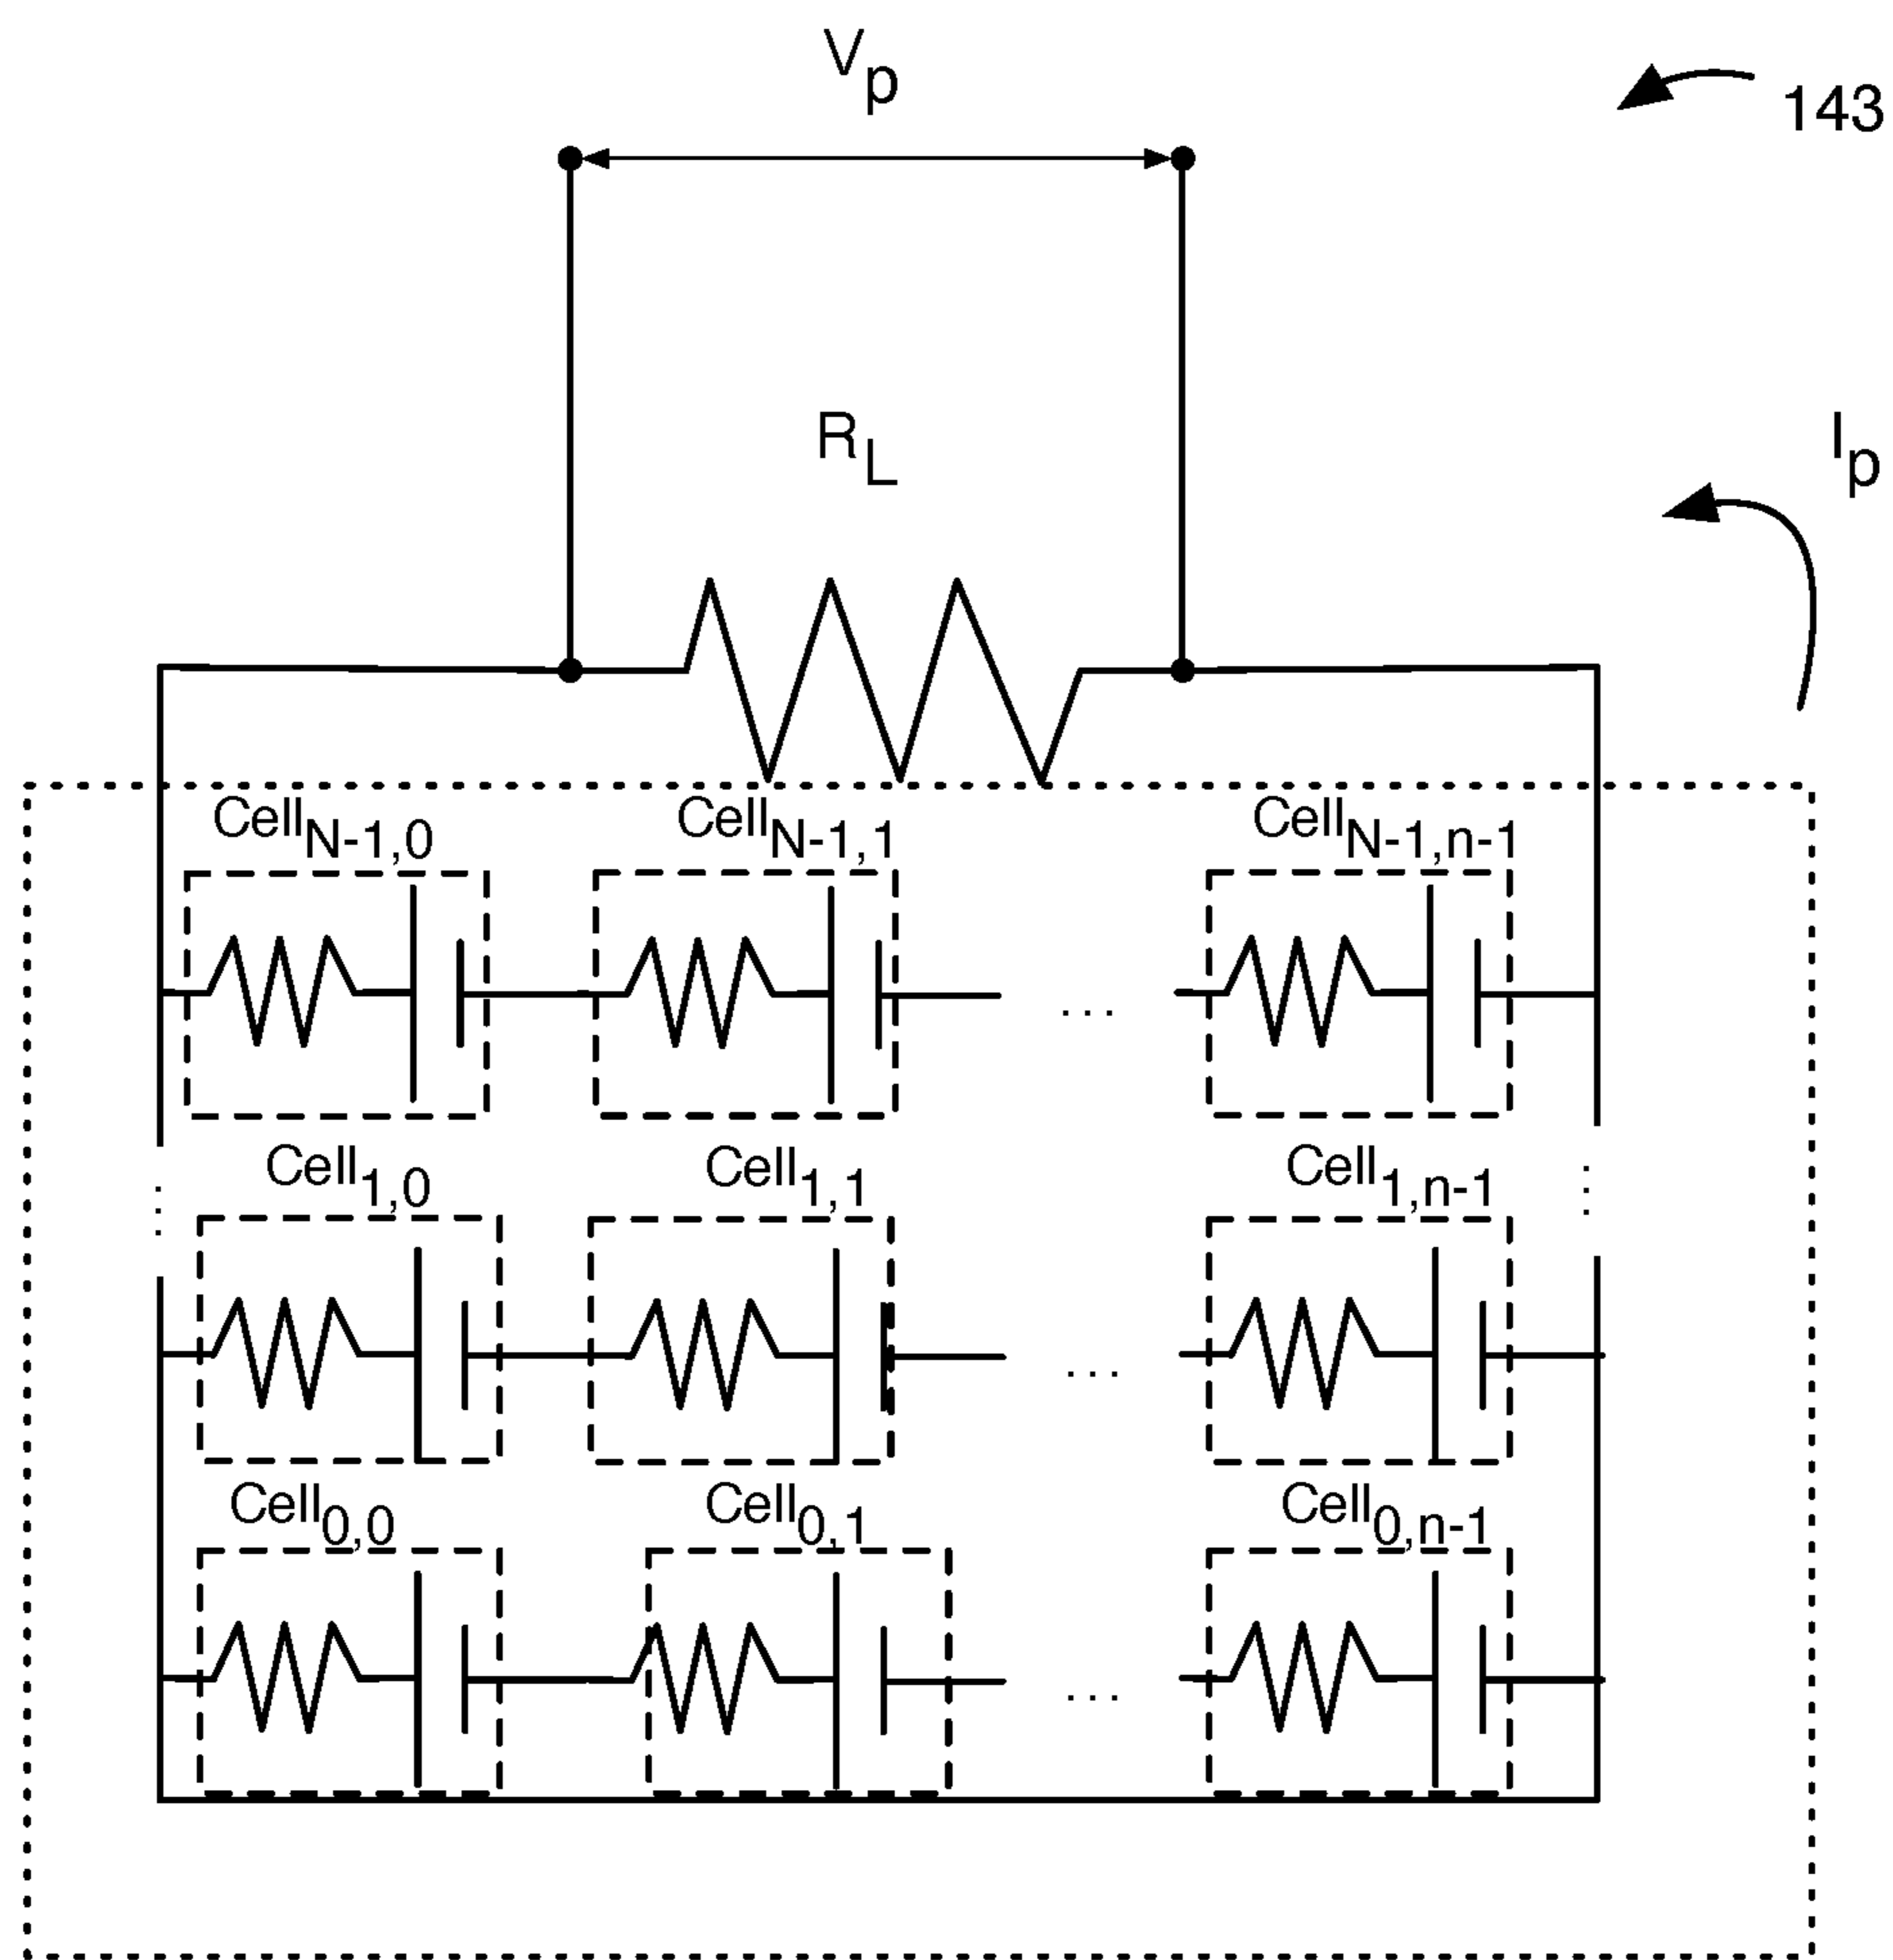 Vp
143
RL
Ip
CellN-1,0 CellN-1,1 CellN-1,n-1
...
Cell1,0 Cell1,1 Cell1,n-1
...
Cell0,0 Cell0,1 Cell0,n-1
...